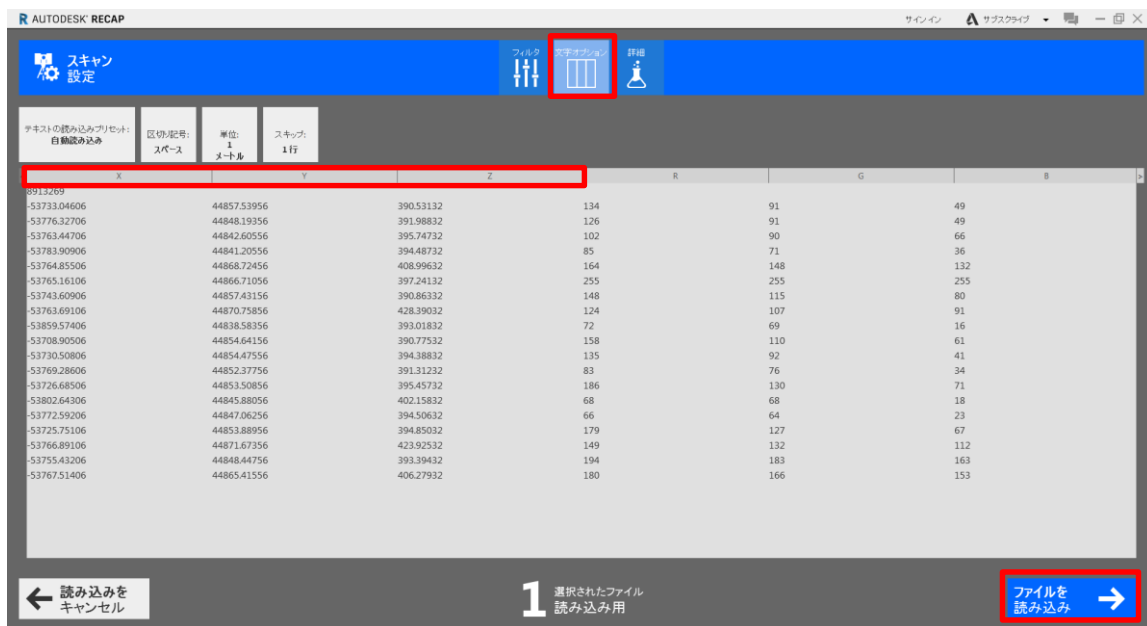 AUTODESK® RECAP
サインイン
サブスクライブ
スキャン
設定
フィルタ
文字オプション
詳細
テキストの読み込みプリセット:
自動読み込み
区切り記号:
スペース
単位:
1
メートル
スキップ:
1 行
X Y Z R G B
8913269
-53733.04606 44857.53956 390.53132 134 91 49
-53776.32706 44848.19356 391.98832 126 91 49
-53763.44706 44842.60556 395.74732 102 90 66
-53783.90906 44841.20556 394.48732 85 71 36
-53764.85506 44868.72456 408.99632 164 148 132
-53765.16106 44866.71056 397.24132 255 255 255
-53743.60906 44857.43156 390.86332 148 115 80
-53763.69106 44870.75856 428.39032 124 107 91
-53859.57406 44838.58356 393.01832 72 69 16
-53708.90506 44854.64156 390.77532 158 110 61
-53730.50806 44854.47556 394.38832 135 92 41
-53769.28606 44852.37756 391.31232 83 76 34
-53726.68506 44853.50856 395.45732 186 130 71
-53802.64306 44845.88056 402.15832 68 68 18
-53772.59206 44847.06256 394.50632 66 64 23
-53725.75106 44853.88956 394.85032 179 127 67
-53766.89106 44871.67356 423.92532 149 132 112
-53755.43206 44848.44756 393.39432 194 183 163
-53767.51406 44865.41556 406.27932 180 166 153
読み込みを
キャンセル
1
選択されたファイル
読み込み用
ファイルを
読み込み